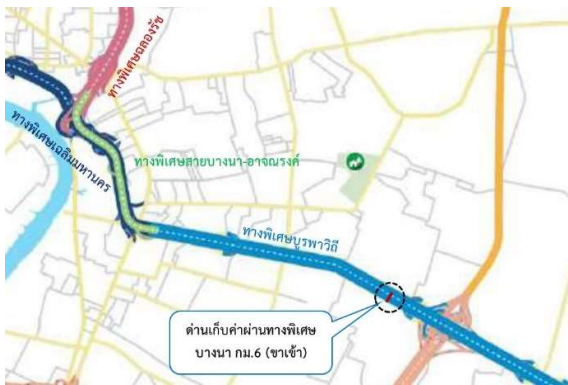 ทางพิเศษฉลองรัช
ทางพิเศษเฉลิมมหานคร
ทางพิเศษสายบางนา-อาจณรงค์
ทางพิเศษบูรพาวิถี
ด่านเก็บค่าผ่านทางพิเศษ
บางนา กม.6 (ขาเข้า)